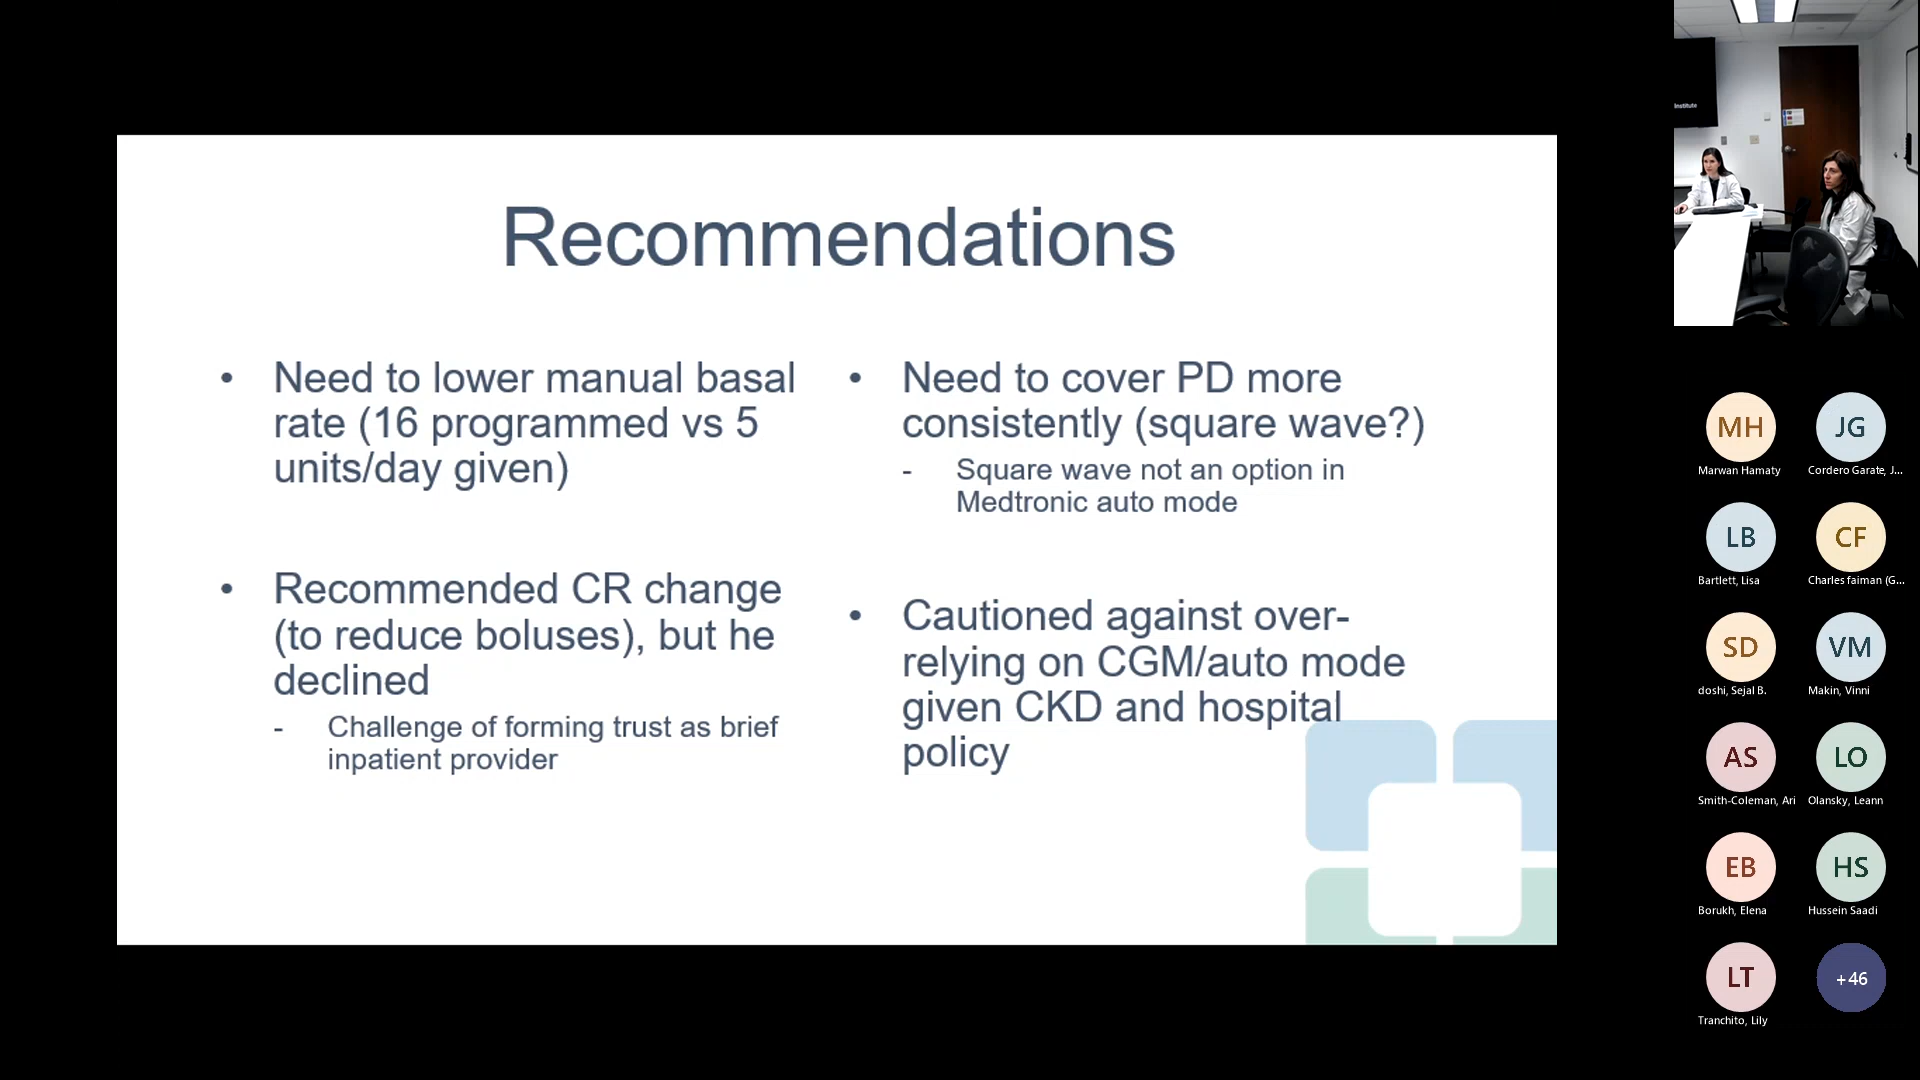 Recommendations
• Need to lower manual basal
rate (16 programmed vs 5
units/day given)
• Recommended CR change
(to reduce boluses), but he
declined
- Challenge of forming trust as brief
inpatient provider
• Need to cover PD more
consistently (square wave?)
- Square wave not an option in
Medtronic auto mode
• Cautioned against over-
relying on CGM/auto mode
given CKD and hospital
policy
Institute
MH
Marwan Hamaty
JG
Cordero Garate, J...
LB
Bartlett, Lisa
CF
Charles faiman (G...
SD
doshi, Sejal B.
VM
Makin, Vinni
AS
Smith-Coleman, Ari
LO
Olansky, Leann
EB
Borukh, Elena
HS
Hussein Saadi
LT
Tranchito, Lily
+46